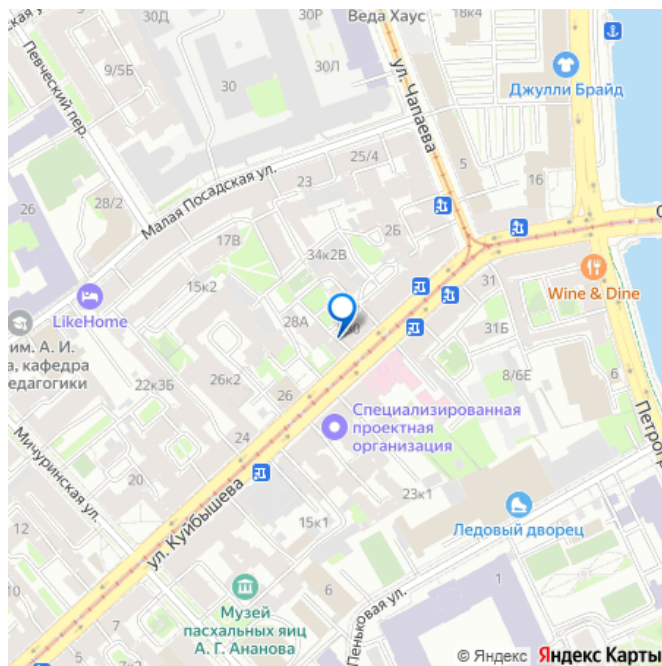 30Д
30Р
Веда Хаус
18к4
9/5Б
Певческий пер.
30
30Л
ул. Чапаева
Джулли Брайд
25/4
5
23
16
Малая Посадская ул.
26
28/2
17В
2Б
34к2В
15к2
31
LikeHome
Wine & Dine
28А
30
31Б
им. А. И.
а, кафедра
едагогики
22к3Б
26к2
26
8/6Е
6
Специализированная
проектная
организация
24
Мичуринская ул.
20
23к1
ул. Куйбышева
Ледовый дворец
12
15к1
13
1
Музей
пасхальных яиц
А. Г. Ананова
6
Пеньковая ул.
5
7к2
© Яндекс Яндекс Карты